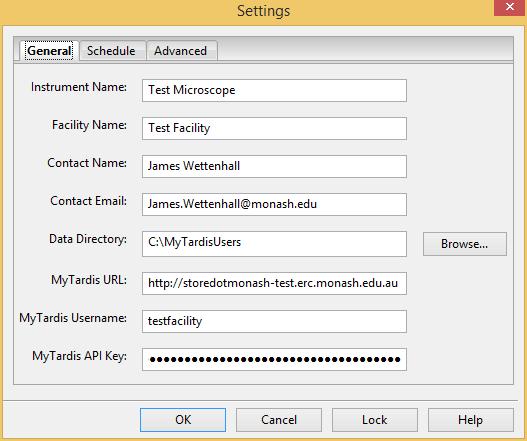 Settings
General Schedule Advanced
Instrument Name: Test Microscope
Facility Name: Test Facility
Contact Name: James Wettenhall
Contact Email: James.Wettenhall@monash.edu
Data Directory: C:\MyTardisUsers Browse...
MyTardis URL: http://storedotmonash-test.erc.monash.edu.au
MyTardis Username: testfacility
MyTardis API Key: ●●●●●●●●●●●●●●●●●●●●●●●●●●●●●●●●●●●●
OK Cancel Lock Help